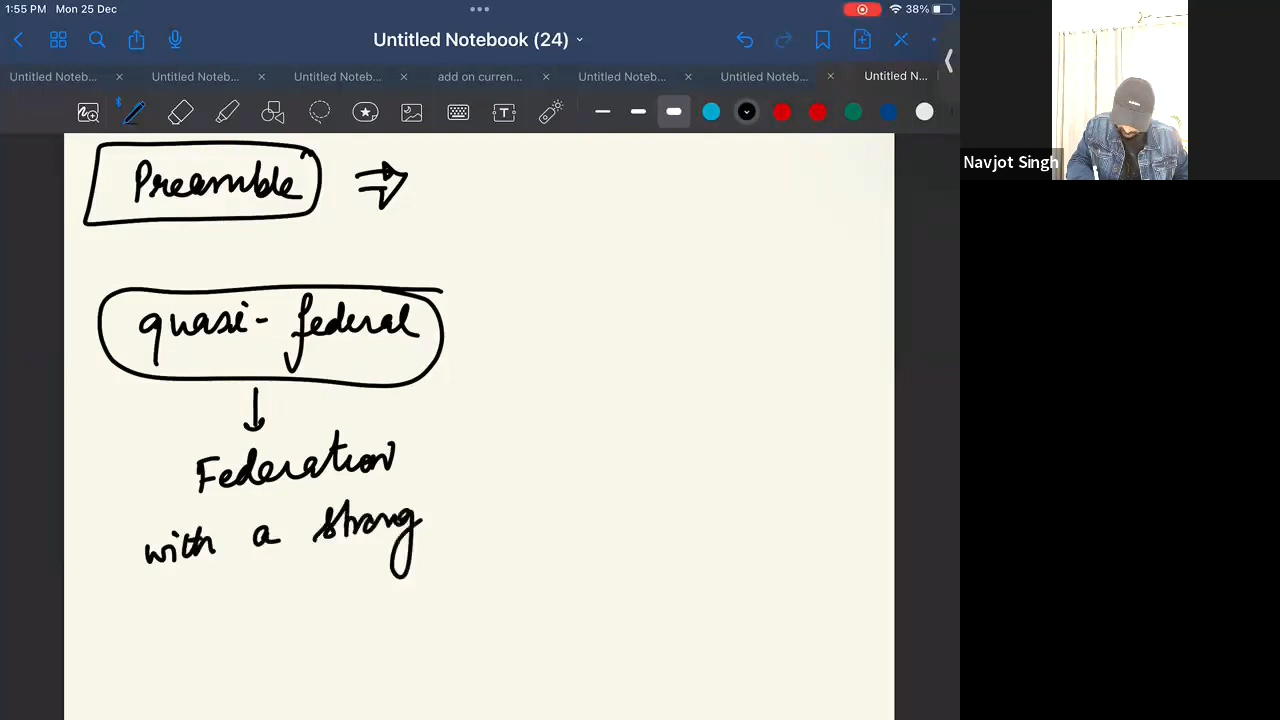 1:55 PM Mon 25 Dec
38%
Untitled Notebook (24)
Untitled Noteb... Untitled Noteb... Untitled Noteb... add on curren... Untitled Noteb... Untitled Noteb... Untitled N...
Preamble
quasi-federal
Federation
with a strong
Navjot Singh